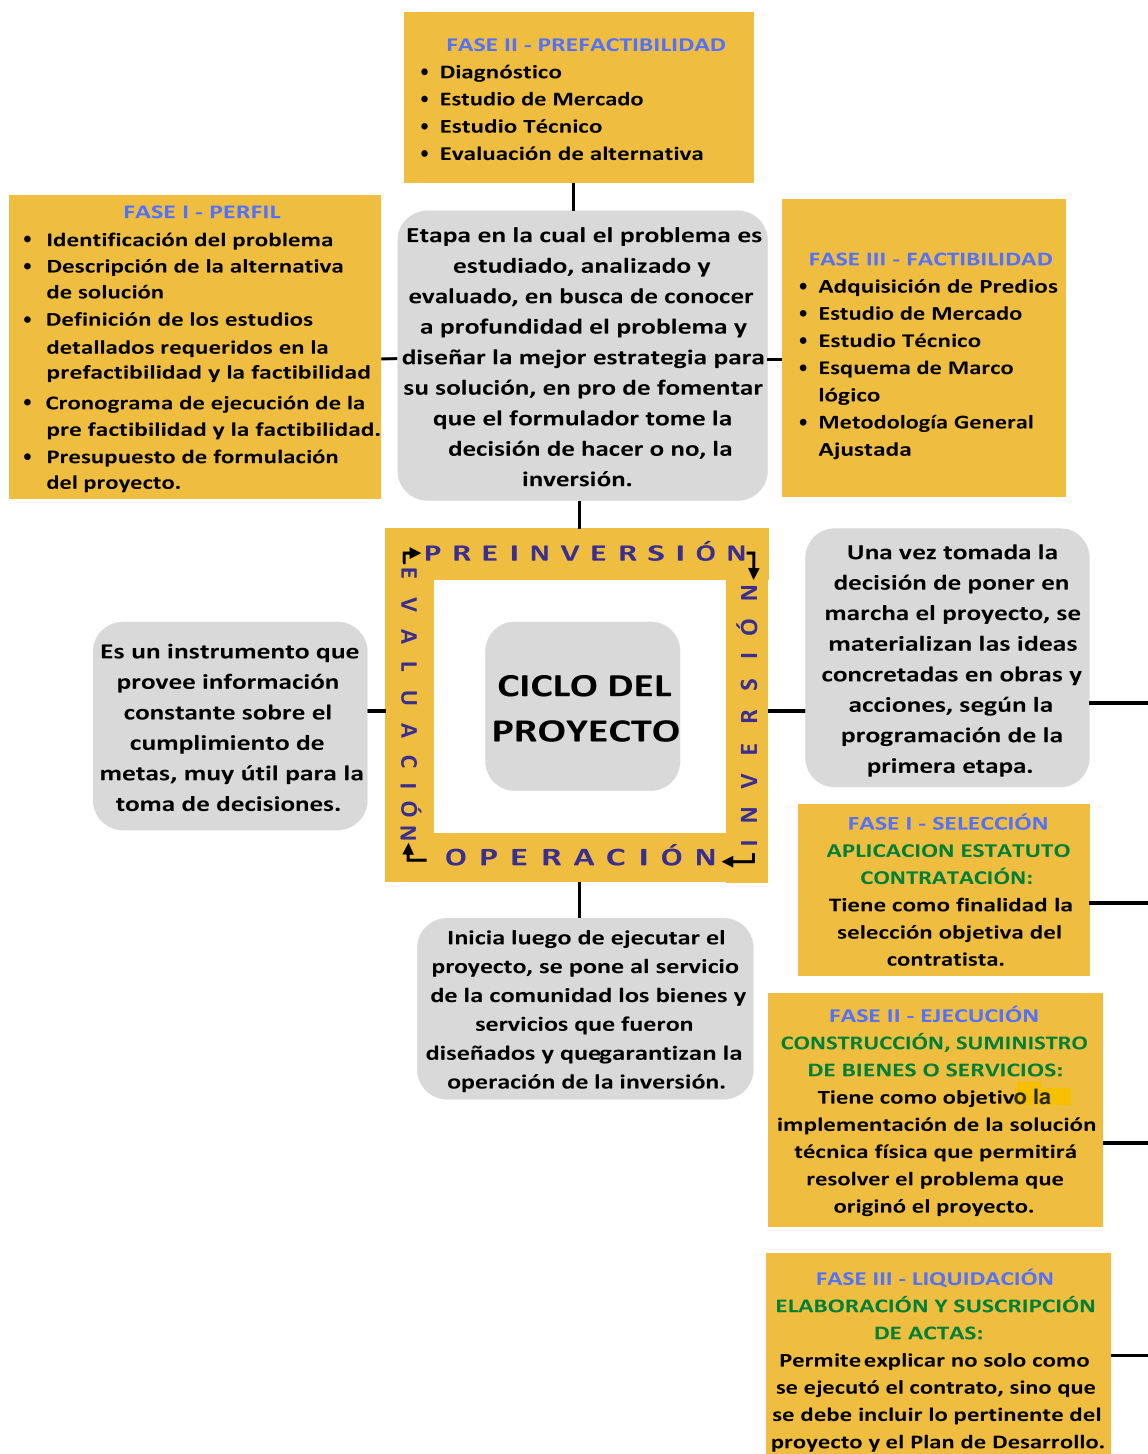 FASE II - PREFACTIBILIDAD
• Diagnóstico
• Estudio de Mercado
• Estudio Técnico
• Evaluación de alternativa
FASE I - PERFIL
• Identificación del problema
• Descripción de la alternativa
de solución
• Definición de los estudios
detallados requeridos en la
prefactibilidad y la factibilidad
• Cronograma de ejecución de la
pre factibilidad y la factibilidad.
• Presupuesto de formulación
del proyecto.
Etapa en la cual el problema es
estudiado, analizado y
evaluado, en busca de conocer
a profundidad el problema y
diseñar la mejor estrategia para
su solución, en pro de fomentar
que el formulador tome la
decisión de hacer o no, la
inversión.
FASE III - FACTIBILIDAD
• Adquisición de Predios
• Estudio de Mercado
• Estudio Técnico
• Esquema de Marco
lógico
• Metodología General
Ajustada
PREINVERSIÓN
INVERSIÓN
OPERACIÓN
EVALUACIÓN
CICLO DEL
PROYECTO
Una vez tomada la
decisión de poner en
marcha el proyecto, se
materializan las ideas
concretadas en obras y
acciones, según la
programación de la
primera etapa.
Es un instrumento que
provee información
constante sobre el
cumplimiento de
metas, muy útil para la
toma de decisiones.
Inicia luego de ejecutar el
proyecto, se pone al servicio
de la comunidad los bienes y
servicios que fueron
diseñados y quegarantizan la
operación de la inversión.
FASE I - SELECCIÓN
APLICACION ESTATUTO
CONTRATACIÓN:
Tiene como finalidad la
selección objetiva del
contratista.
FASE II - EJECUCIÓN
CONSTRUCCIÓN, SUMINISTRO
DE BIENES O SERVICIOS:
Tiene como objetivo la
implementación de la solución
técnica física que permitirá
resolver el problema que
originó el proyecto.
FASE III - LIQUIDACIÓN
ELABORACIÓN Y SUSCRIPCIÓN
DE ACTAS:
Permite explicar no solo como
se ejecutó el contrato, sino que
se debe incluir lo pertinente del
proyecto y el Plan de Desarrollo.